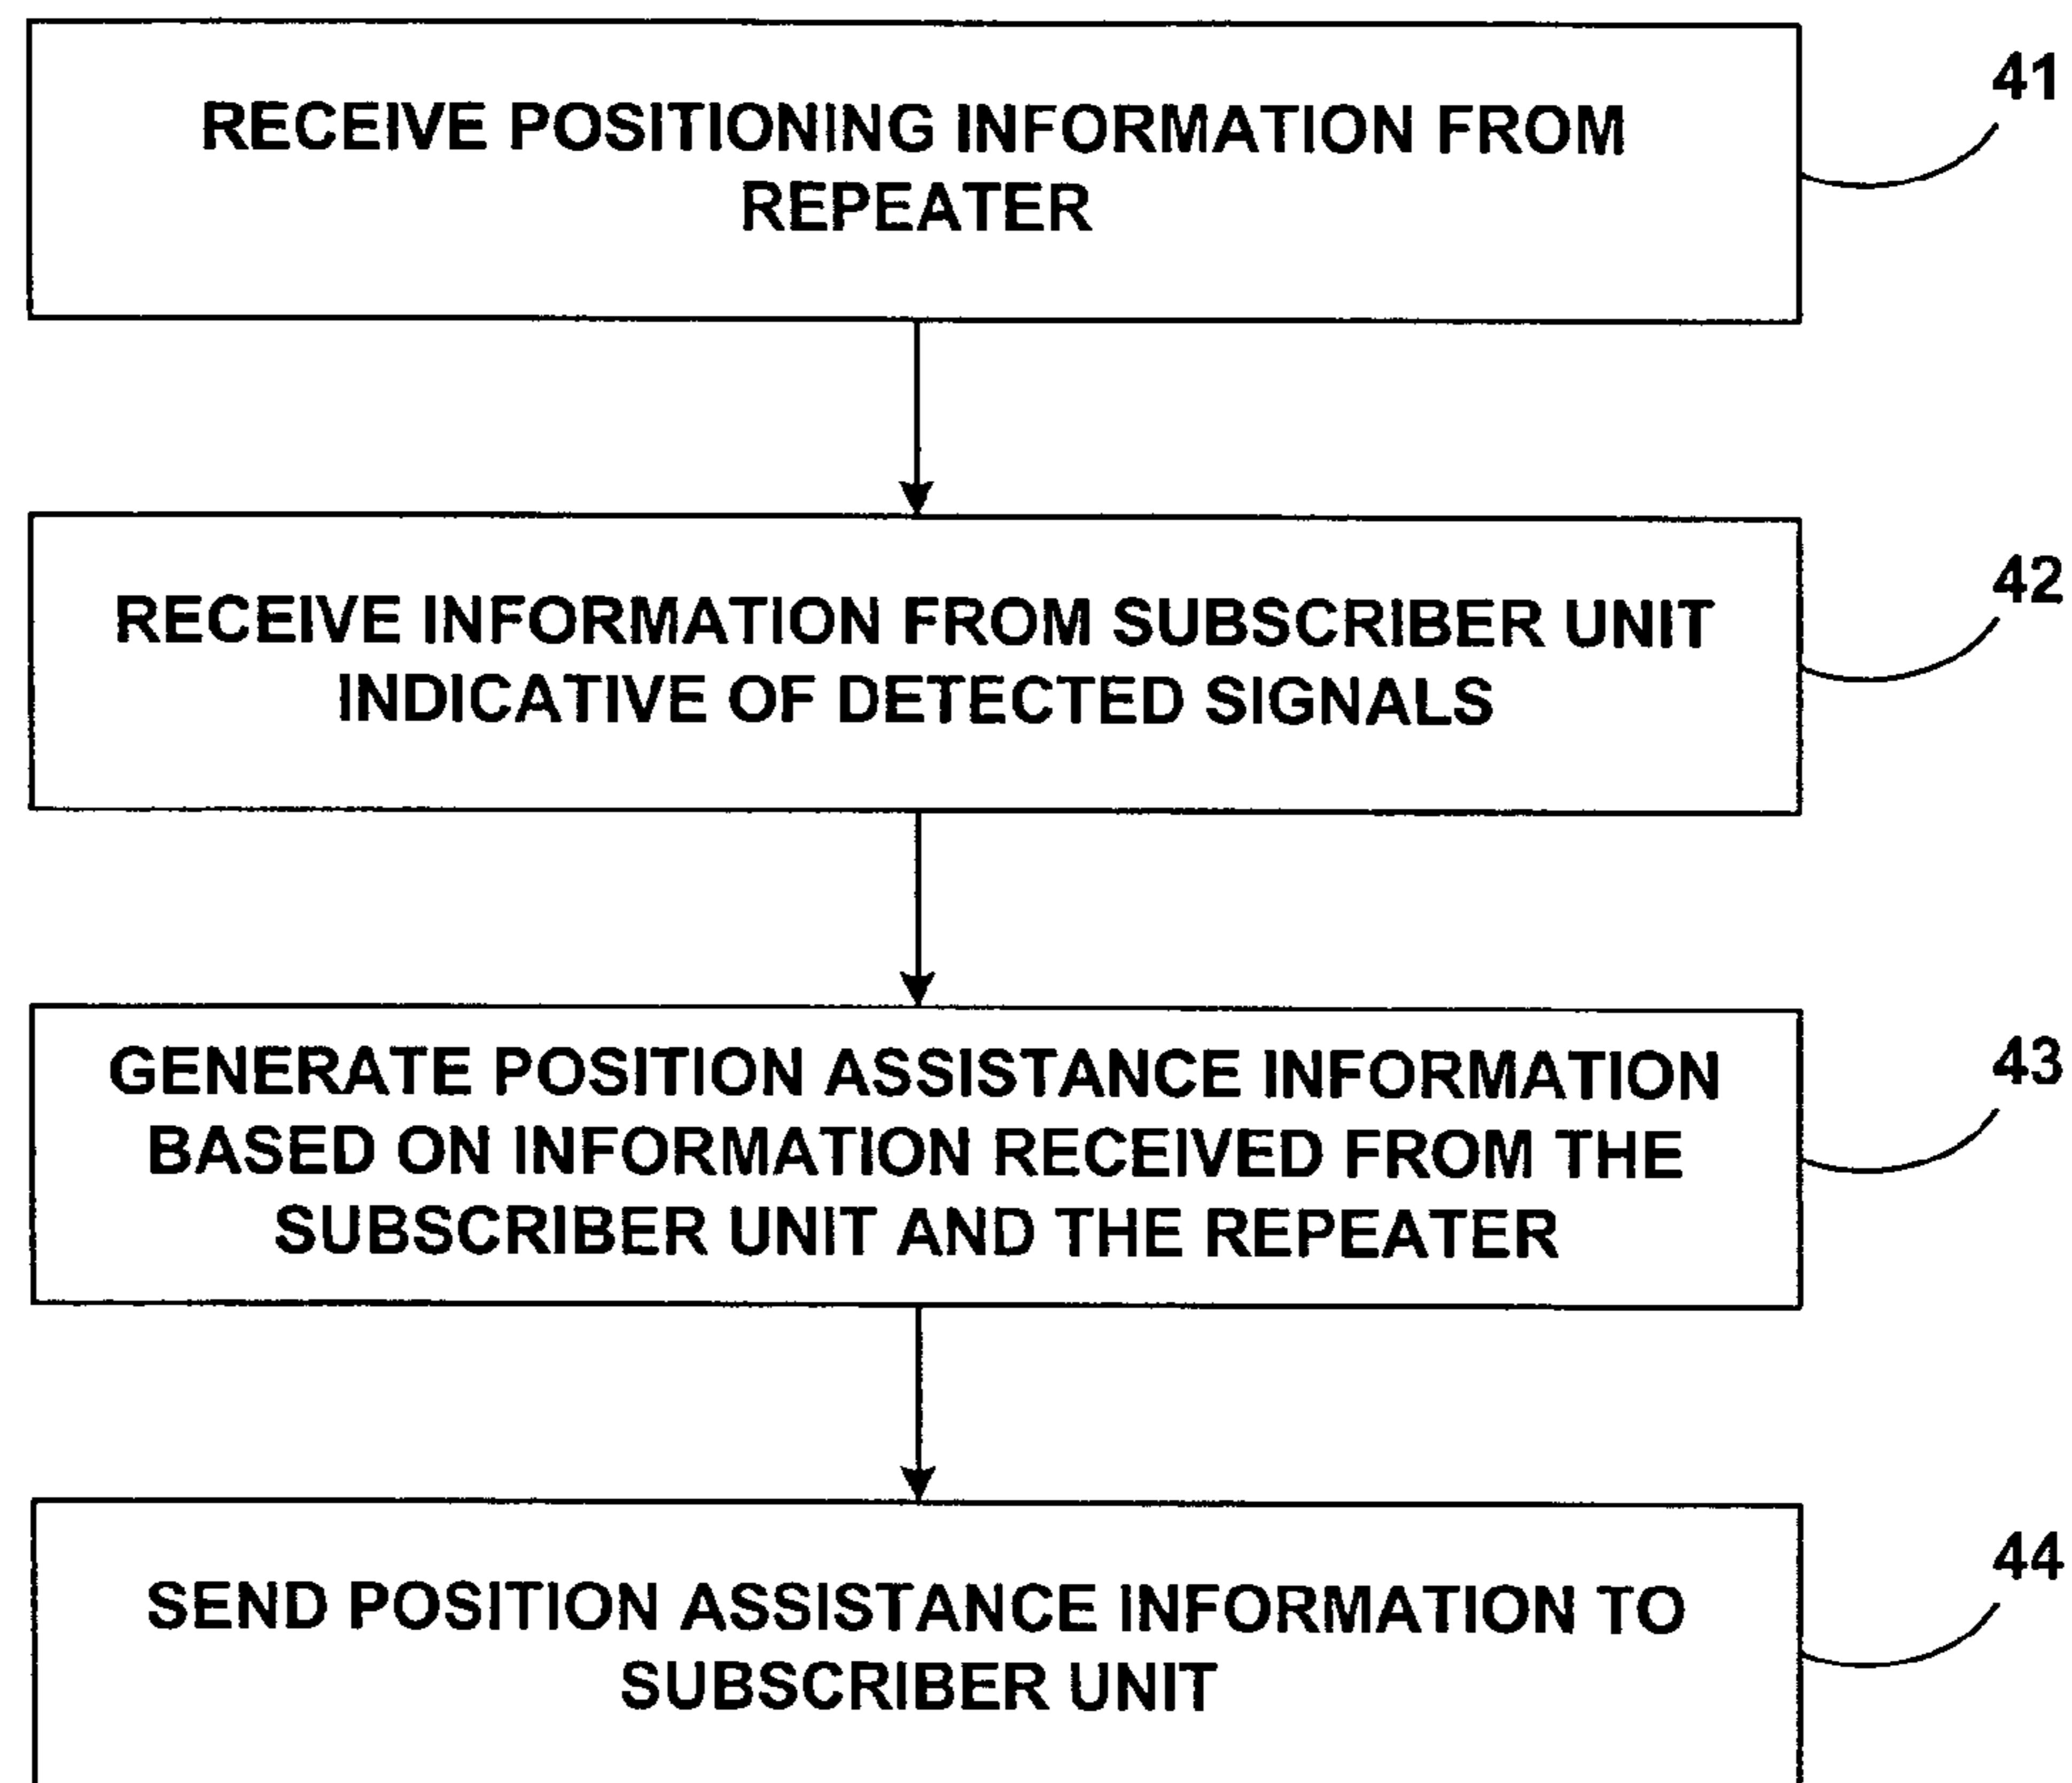 41
RECEIVE POSITIONING INFORMATION FROM
REPEATER
42
RECEIVE INFORMATION FROM SUBSCRIBER UNIT
INDICATIVE OF DETECTED SIGNALS
43
GENERATE POSITION ASSISTANCE INFORMATION
BASED ON INFORMATION RECEIVED FROM THE
SUBSCRIBER UNIT AND THE REPEATER
44
SEND POSITION ASSISTANCE INFORMATION TO
SUBSCRIBER UNIT